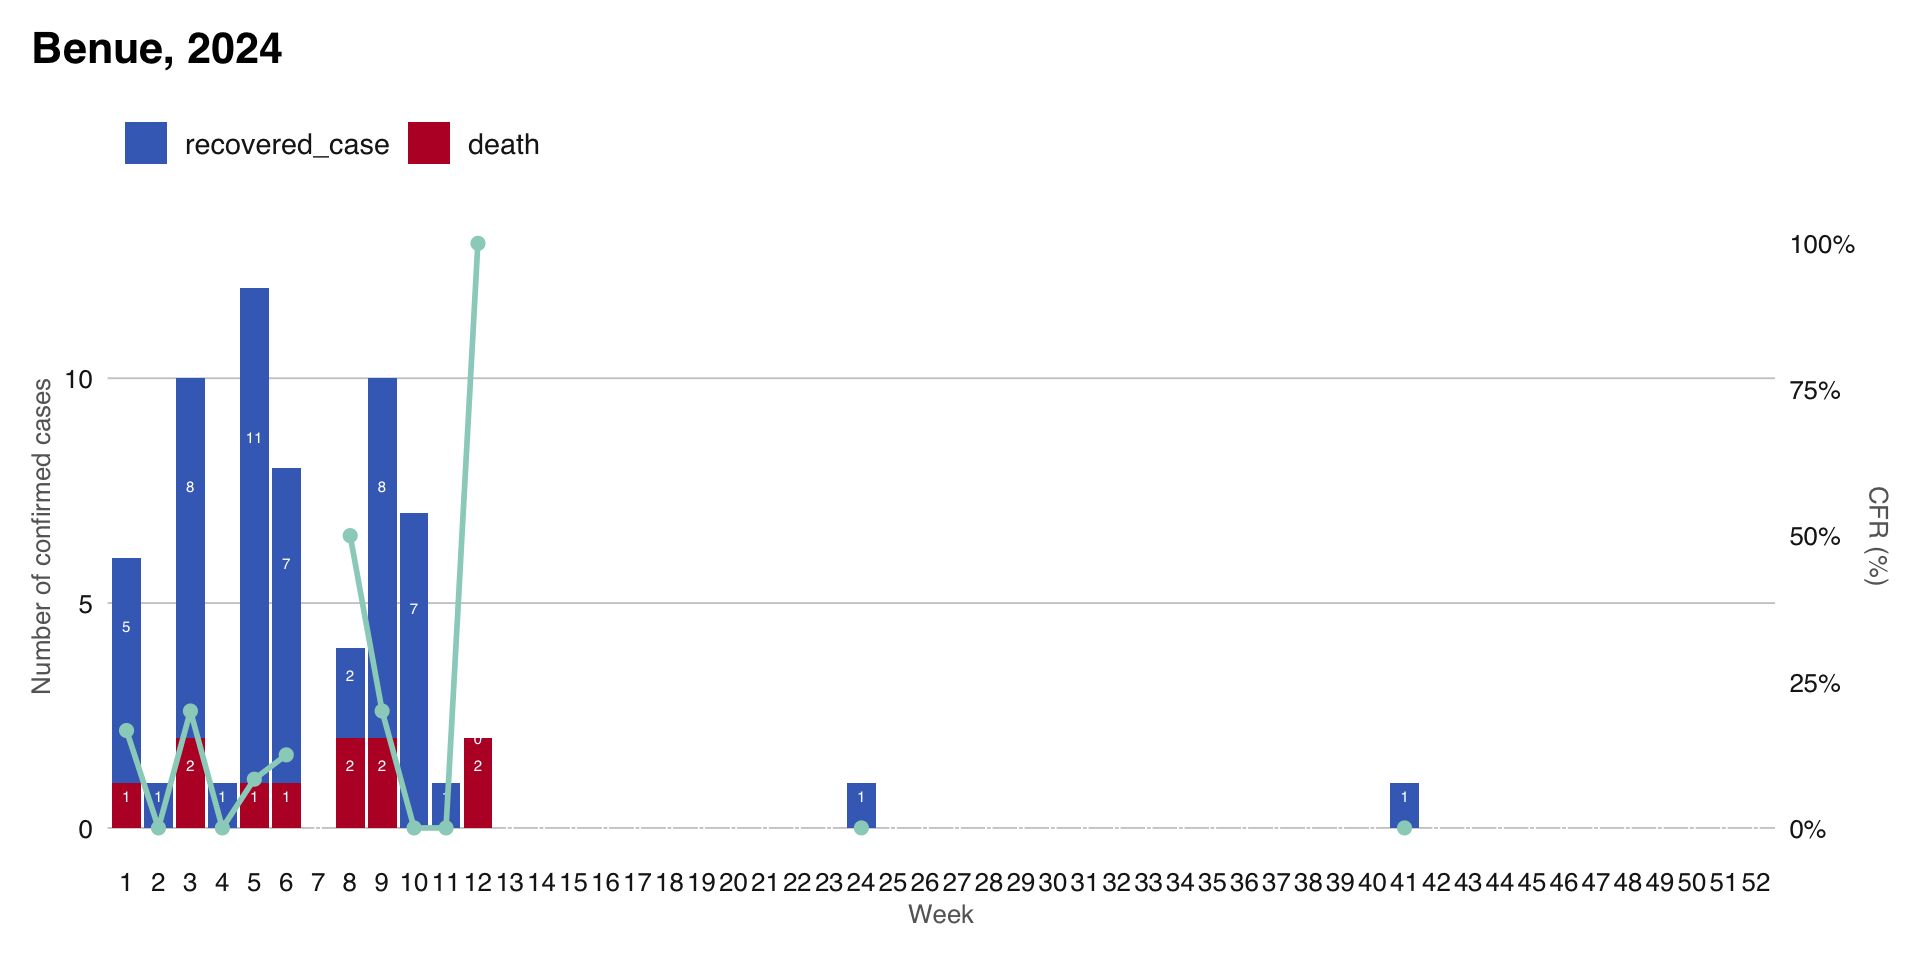 Benue, 2024
recovered_case death
100%
10
75%
11
8 8
Number of confirmed cases
CFR (%)
7
50%
5
7
5
2
25%
0
2 2 2 2
1 1 1 1 1 1 1 1
0
0%
1 2 3 4 5 6 7 8 9 10 11 12 13 14 15 16 17 18 19 20 21 22 23 24 25 26 27 28 29 30 31 32 33 34 35 36 37 38 39 40 41 42 43 44 45 46 47 48 49 50 51 52
Week